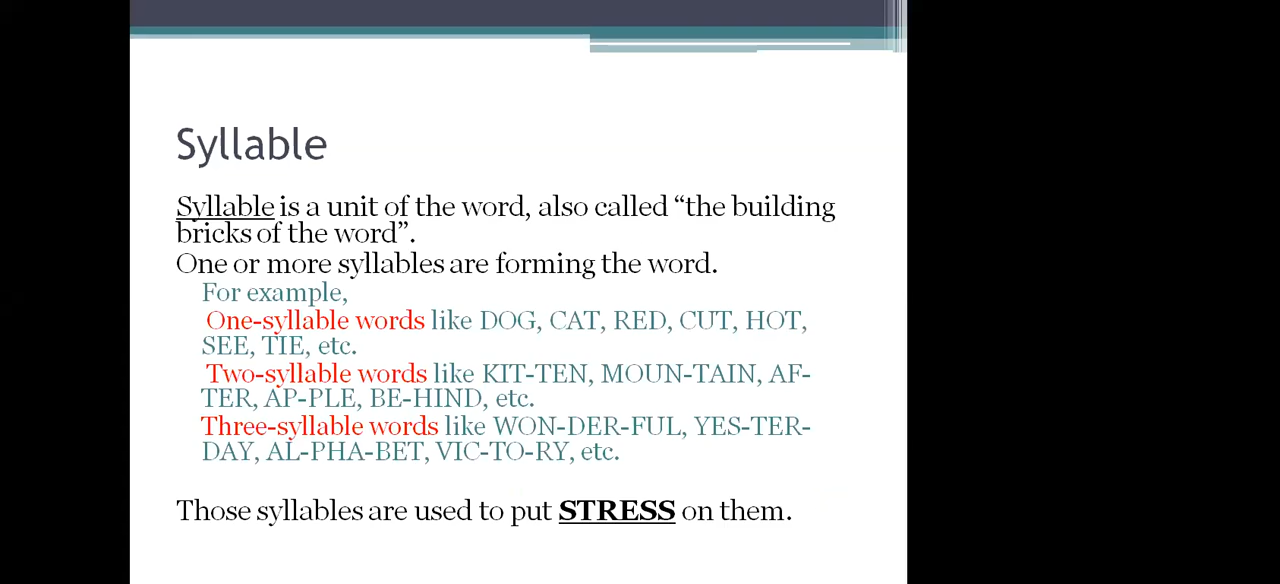 Syllable
Syllable is a unit of the word, also called “the building
bricks of the word”.
One or more syllables are forming the word.
For example,
One-syllable words like DOG, CAT, RED, CUT, HOT,
SEE, TIE, etc.
Two-syllable words like KIT-TEN, MOUN-TAIN, AF-
TER, AP-PLE, BE-HIND, etc.
Three-syllable words like WON-DER-FUL, YES-TER-
DAY, AL-PHA-BET, VIC-TO-RY, etc.
Those syllables are used to put STRESS on them.